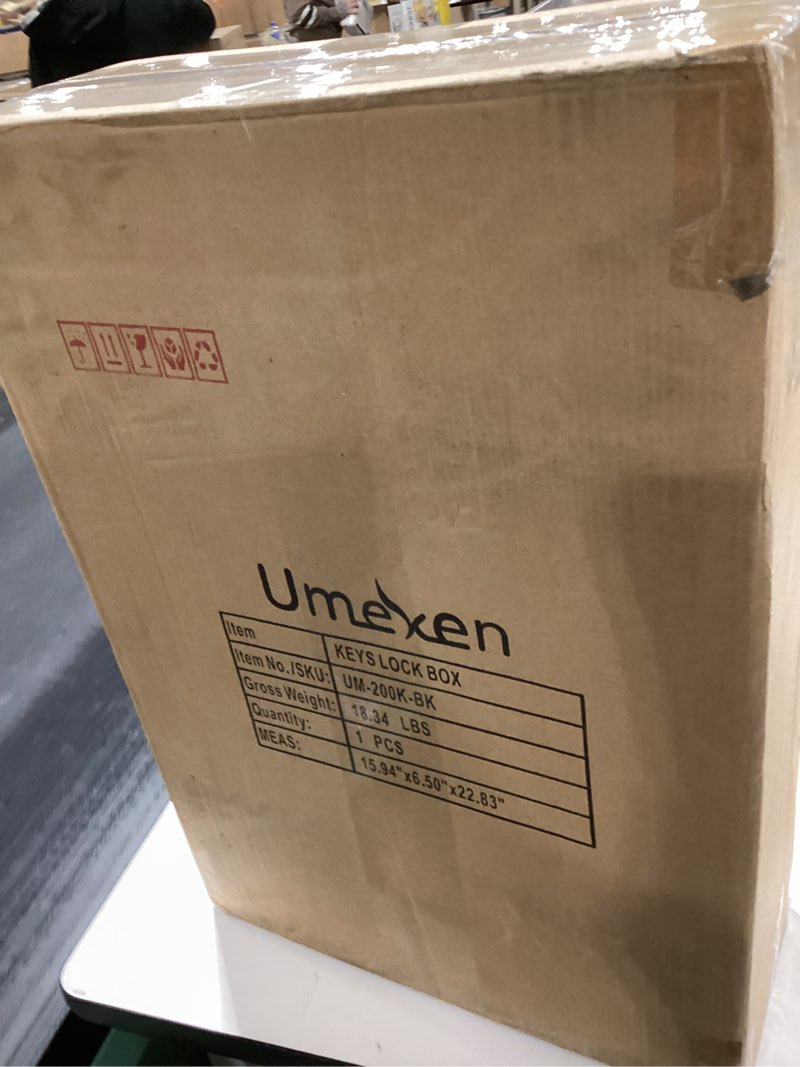 Umexen
Item KEYS LOCK BOX
Item No./SKU: UM-200K-BK
Gross Weight: 18.34 LBS
Quantity: 1 PCS
MEAS: 15.94"x6.50"x22.83"